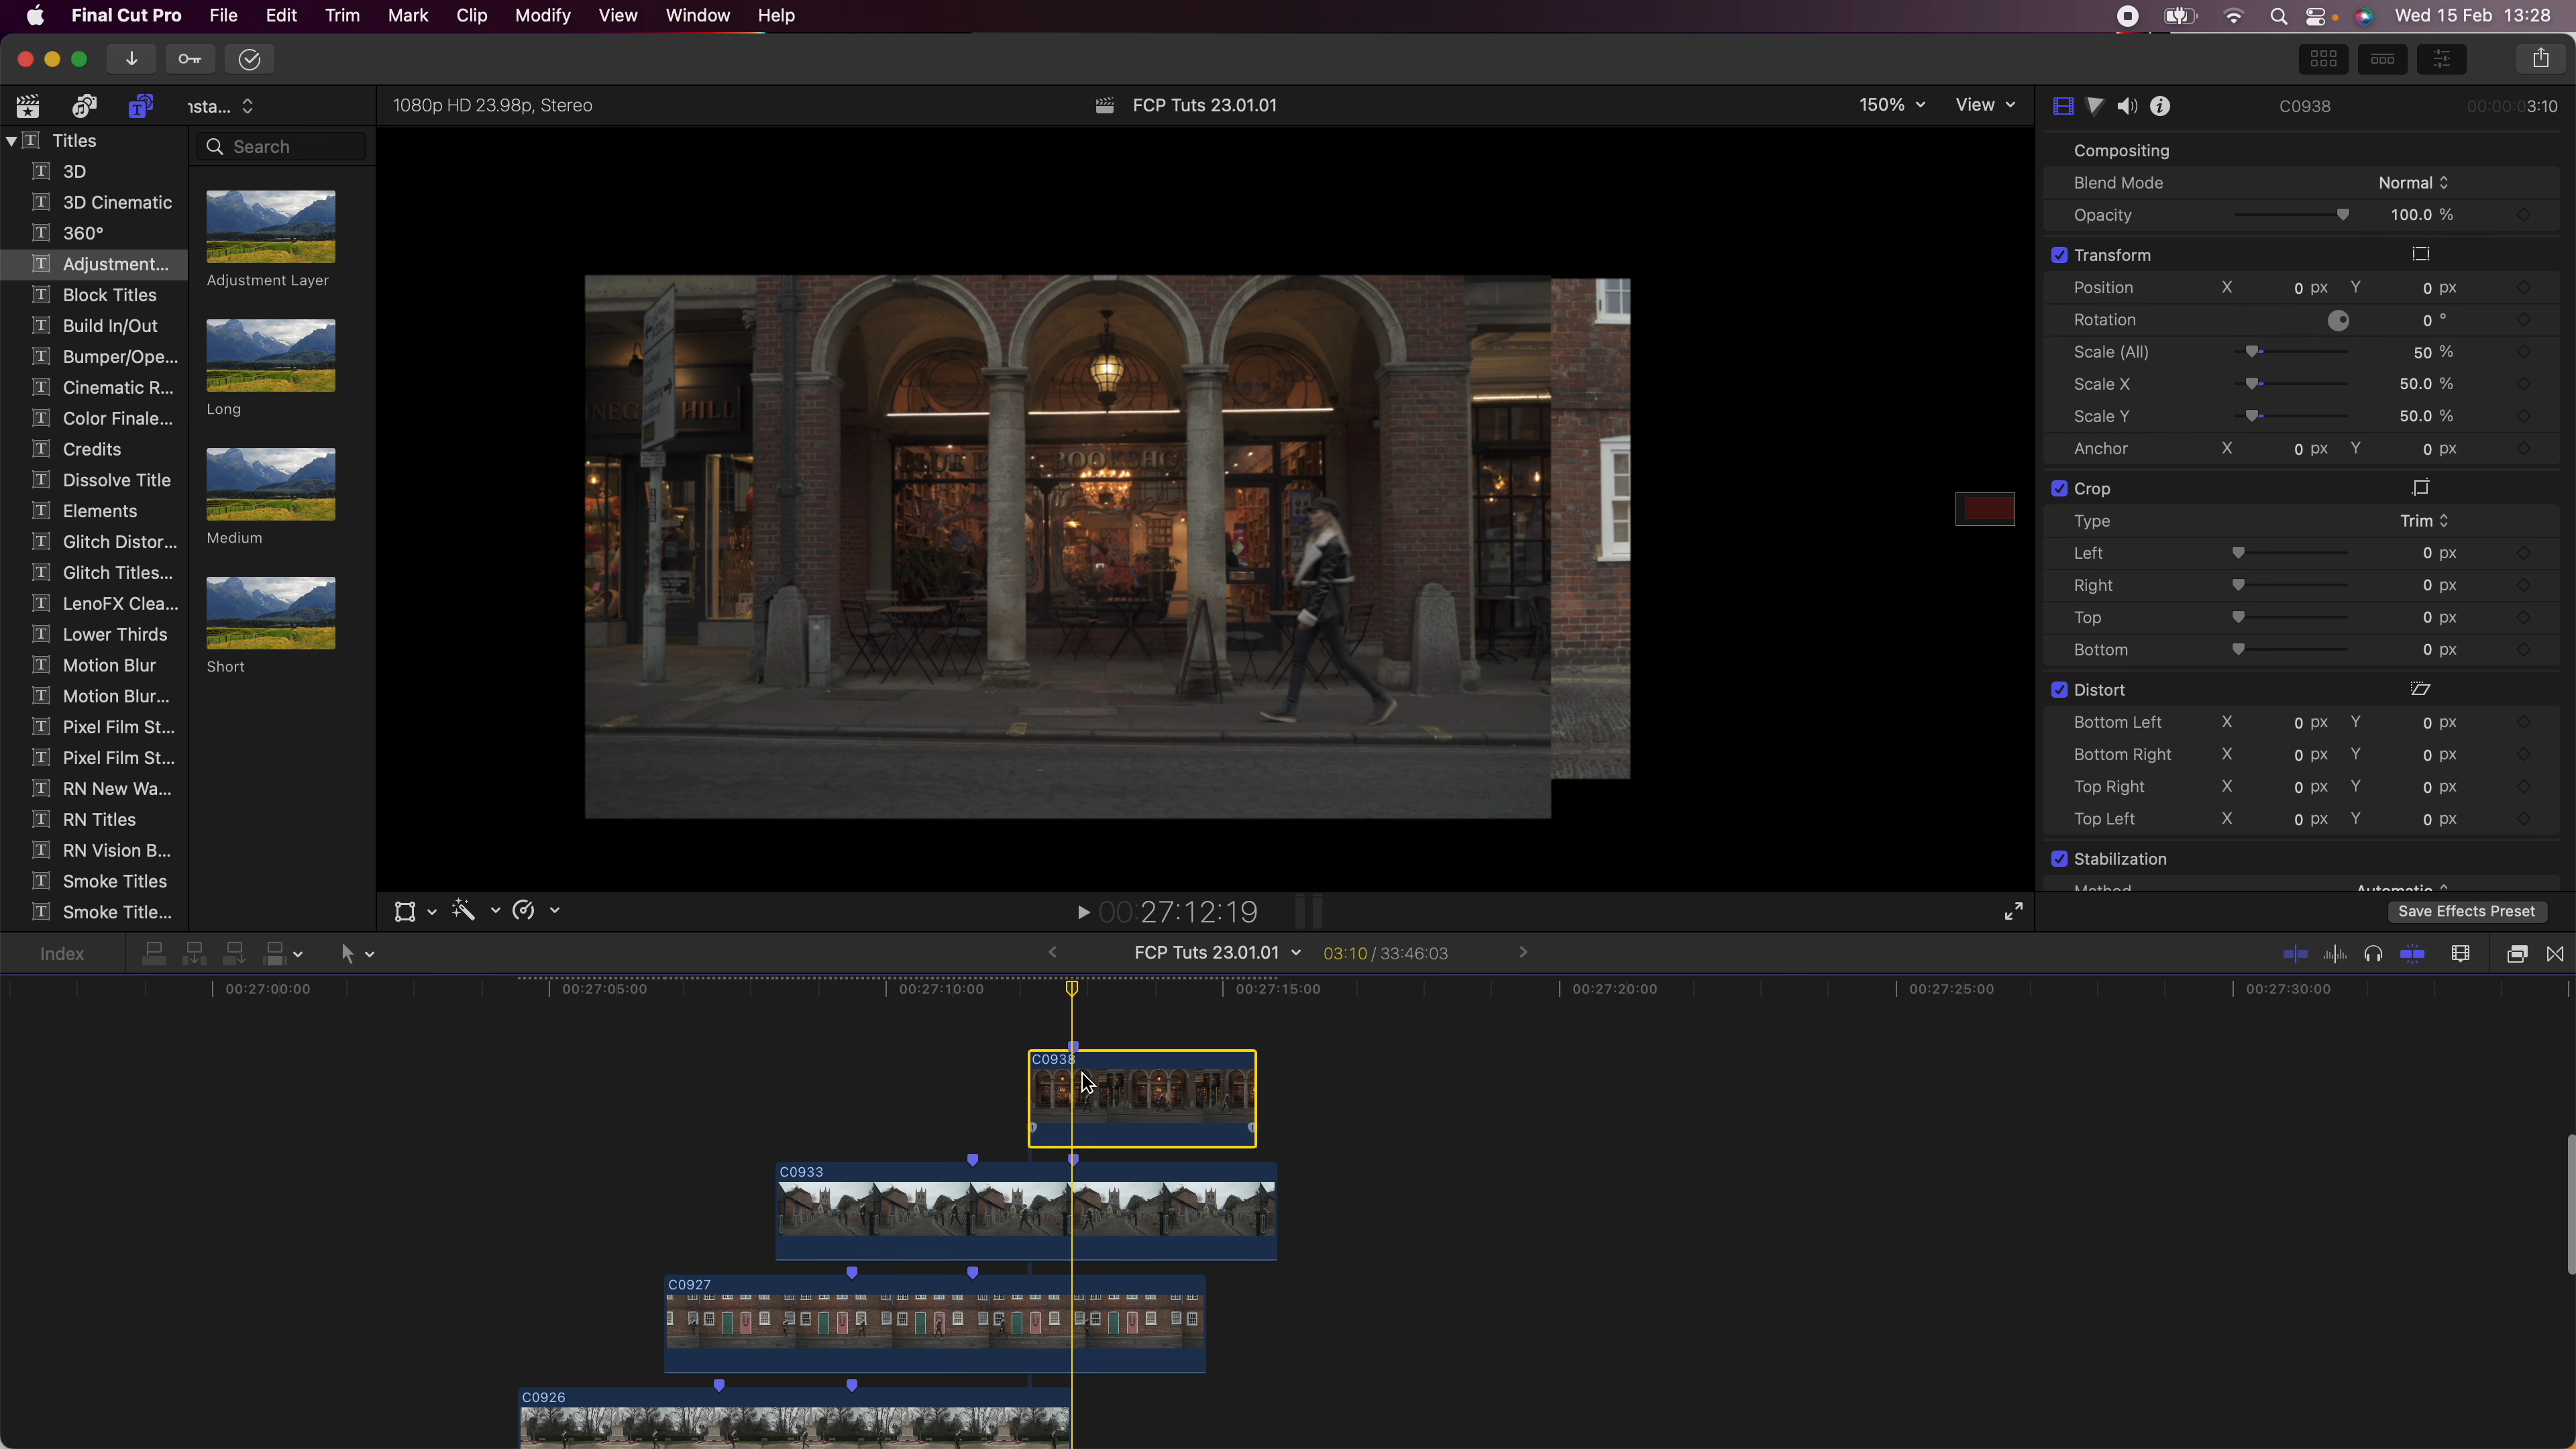 Final Cut Pro File Edit Trim Mark Clip Modify View Window Help Wed 15 Feb 13:28
nsta...
1080p HD 23.98p, Stereo
FCP Tuts 23.01.01
150% View
C0938 00:00:03:10
Titles
3D
3D Cinematic
360°
Adjustment...
Block Titles
Build In/Out
Bumper/Ope...
Cinematic R...
Color Finale...
Credits
Dissolve Title
Elements
Glitch Distor...
Glitch Titles...
LenoFX Clea...
Lower Thirds
Motion Blur
Motion Blur...
Pixel Film St...
Pixel Film St...
RN New Wa...
RN Titles
RN Vision B...
Smoke Titles
Smoke Title...
Search
Adjustment Layer
Long
Medium
Short
HILL
BOOKSHO
Compositing
Blend Mode Normal
Opacity 100.0 %
Transform
Position X 0 px Y 0 px
Rotation 0 °
Scale (All) 50 %
Scale X 50.0 %
Scale Y 50.0 %
Anchor X 0 px Y 0 px
Crop
Type Trim
Left 0 px
Right 0 px
Top 0 px
Bottom 0 px
Distort
Bottom Left X 0 px Y 0 px
Bottom Right X 0 px Y 0 px
Top Right X 0 px Y 0 px
Top Left X 0 px Y 0 px
Stabilization
Method Automatic
Save Effects Preset
00:27:12:19
Index
FCP Tuts 23.01.01 03:10 / 33:46:03
00:27:00:00 00:27:05:00 00:27:10:00 00:27:15:00 00:27:20:00 00:27:25:00 00:27:30:00
C0938
C0933
C0927
C0926